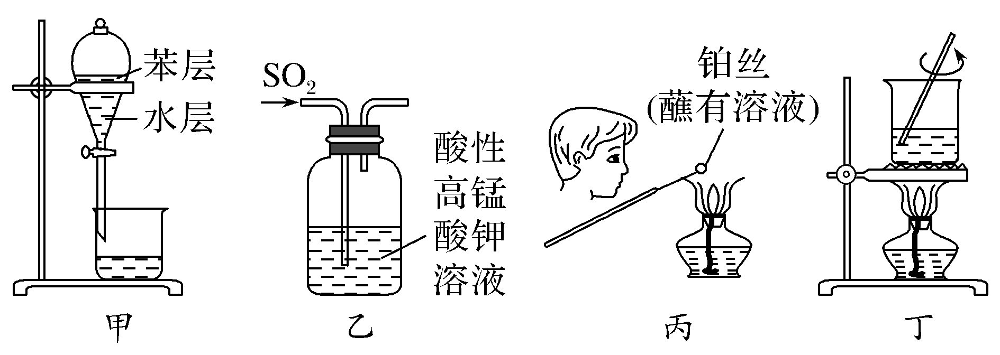 苯层
水层
甲
SO₂
酸性
高锰
酸钾
溶液
乙
铂丝
(蘸有溶液)
丙
丁